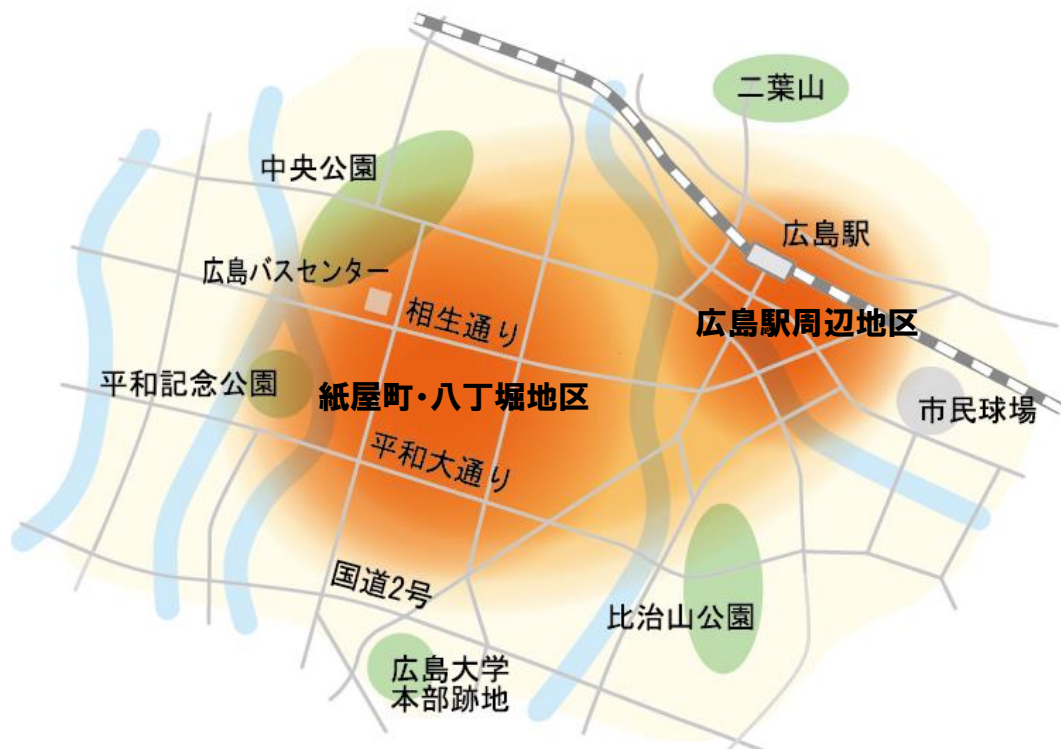 二葉山
中央公園
広島駅
広島バスセンター
相生通り
広島駅周辺地区
平和記念公園
紙屋町・八丁堀地区
市民球場
平和大通り
国道2号
比治山公園
広島大学
本部跡地